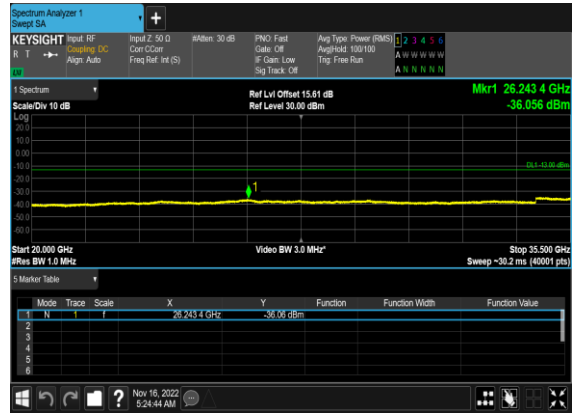 Spectrum Analyzer 1
Swept SA
KEYSIGHT Input: RF Input Z: 50 Ω #Atten: 30 dB PNO: Fast Avg Type: Power (RMS) 1 2 3 4 5 6
R T Coupling: DC Corr CCorr Gate: Off Avg|Hold: 100/100 A W W W W W
Align: Auto Freq Ref: Int (S) IF Gain: Low Trig: Free Run
Sig Track: Off A N N N N N
1 Spectrum Ref Lvl Offset 15.61 dB Mkr1 26.243 4 GHz
Scale/Div 10 dB Ref Level 30.00 dBm -36.056 dBm
Log
20.0
10.0
0.00
-10.0
DL1 -13.00 dBm
-20.0
1
-30.0
-40.0
-50.0
-60.0
Start 20.000 GHz Video BW 3.0 MHz* Stop 35.500 GHz
#Res BW 1.0 MHz Sweep ~30.2 ms (40001 pts)
5 Marker Table
Mode Trace Scale X Y Function Function Width Function Value
1 N 1 f 26.243 4 GHz -36.06 dBm
2
3
4
5
6
? Nov 16, 2022
5:24:44 AM